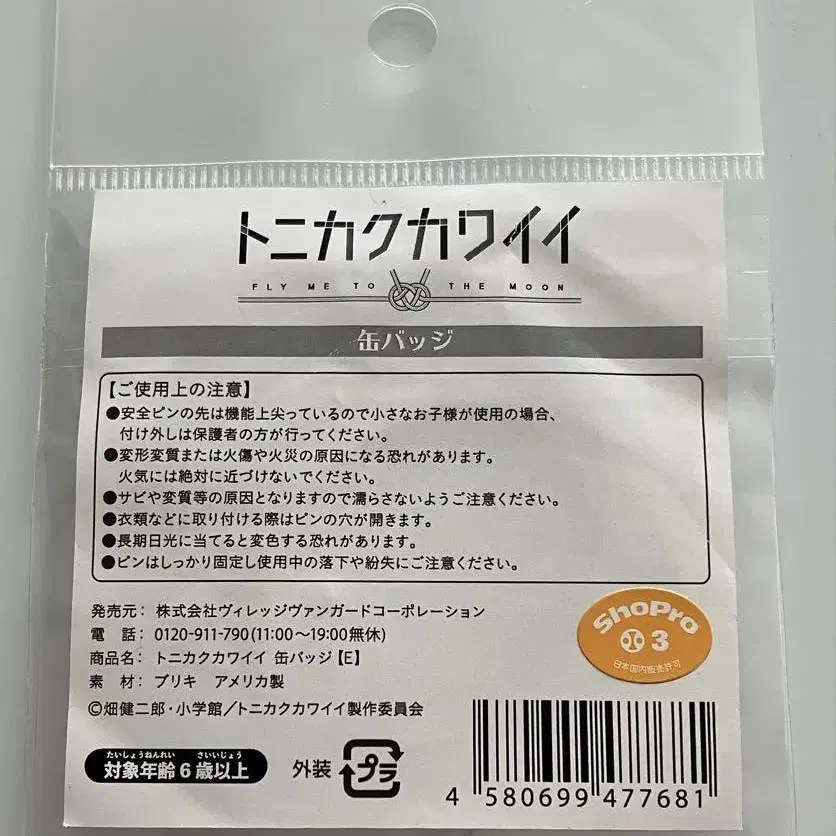 トニカクカワイイ
FLY ME TO THE MOON
缶バッジ
【ご使用上の注意】
●安全ピンの先は機能上尖っているので小さなお子様が使用の場合、
付け外しは保護者の方が行ってください。
●変形変質または火傷や火災の原因になる恐れがあります。
火気には絶対に近づけないでください。
●サビや変質等の原因となりますので濡らさないようご注意ください。
●衣類などに取り付ける際はピンの穴が開きます。
●長期日光に当てると変色する恐れがあります。
●ピンはしっかり固定し使用中の落下や紛失にご注意ください。
発売元： 株式会社ヴィレッジヴァンガードコーポレーション
電　話： 0120-911-790(11:00～19:00無休)
商品名： トニカクカワイイ 缶バッジ【E】
素　材： ブリキ　アメリカ製
©畑健二郎・小学館／トニカクカワイイ製作委員会
ShoPro
3
日本国内販売許可
たいしょうねんれい　さいいじょう
対象年齢6歳以上
外装 プラ
4 580699 477681